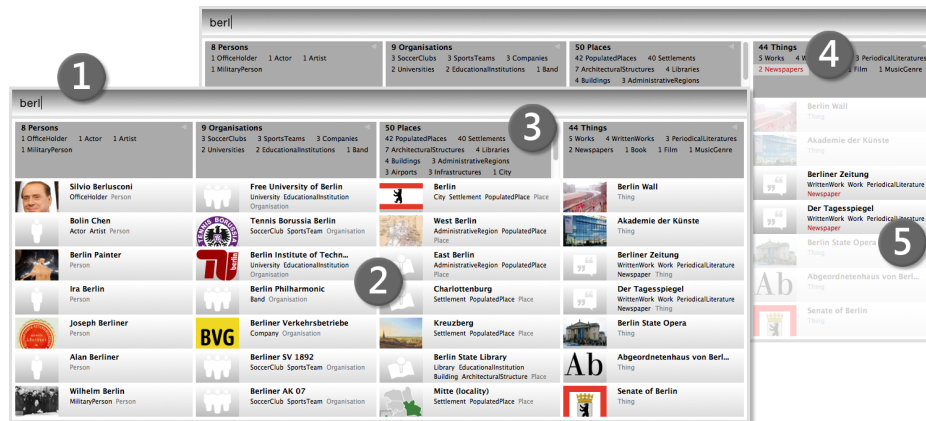 berl
8 Persons
1 OfficeHolder 1 Actor 1 Artist
1 MilitaryPerson
9 Organisations
3 SoccerClubs 3 SportsTeams 3 Companies
2 Universities 2 EducationalInstitutions 1 Band
50 Places
42 PopulatedPlaces 40 Settlements
7 ArchitecturalStructures 4 Libraries
4 Buildings 3 AdministrativeRegions
44 Things
5 Works 3 PeriodicalLiteratures
2 Newspapers 1 Film 1 MusicGenre
4
Berlin Wall
Thing
Akademie der Künste
Thing
Berliner Zeitung
WrittenWork Work PeriodicalLiterature
Newspaper
Der Tagesspiegel
WrittenWork Work PeriodicalLiterature
Newspaper
Berlin State Opera
Thing
5
Ab
Abgeordnetenhaus von Berl...
Thing
Senate of Berlin
Thing
1
berl
8 Persons
1 OfficeHolder 1 Actor 1 Artist
1 MilitaryPerson
9 Organisations
3 SoccerClubs 3 SportsTeams 3 Companies
2 Universities 2 EducationalInstitutions 1 Band
50 Places
42 PopulatedPlaces 40 Settlements
7 ArchitecturalStructures 4 Libraries
4 Buildings 3 AdministrativeRegions
3 Airports 3 Infrastructures 1 City
3
44 Things
5 Works 4 WrittenWorks 3 PeriodicalLiteratures
2 Newspapers 1 Book 1 Film 1 MusicGenre
Silvio Berlusconi
OfficeHolder Person
Bolin Chen
Actor Artist Person
Berlin Painter
Person
Ira Berlin
Person
Joseph Berliner
Person
Alan Berliner
Person
Wilhelm Berlin
MilitaryPerson Person
Free University of Berlin
University EducationalInstitution
Organisation
TENNIS BORUSSIA
Tennis Borussia Berlin
SoccerClub SportsTeam Organisation
Berlin Institute of Techn...
University EducationalInstitution
Organisation
Berlin Philharmonic
Band Organisation
BVG
Berliner Verkehrsbetriebe
Company Organisation
Berliner SV 1892
SoccerClub SportsTeam Organisation
Berliner AK 07
SoccerClub SportsTeam Organisation
2
Berlin
City Settlement PopulatedPlace Place
West Berlin
AdministrativeRegion PopulatedPlace
Place
East Berlin
AdministrativeRegion PopulatedPlace
Place
Charlottenburg
Settlement PopulatedPlace Place
Kreuzberg
Settlement PopulatedPlace Place
Berlin State Library
Library EducationalInstitution
Building ArchitecturalStructure Place
Mitte (locality)
Settlement PopulatedPlace Place
Berlin Wall
Thing
Akademie der Künste
Thing
Berliner Zeitung
WrittenWork Work PeriodicalLiterature
Newspaper Thing
Der Tagesspiegel
WrittenWork Work PeriodicalLiterature
Newspaper Thing
Berlin State Opera
Thing
Ab
Abgeordnetenhaus von Berl...
Thing
Senate of Berlin
Thing